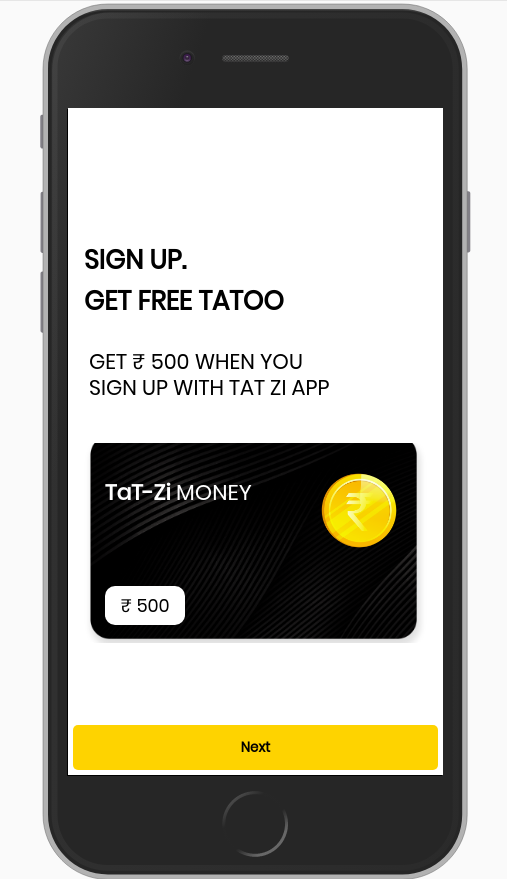 SIGN UP.
GET FREE TATOO
GET ₹ 500 WHEN YOU
SIGN UP WITH TAT ZI APP
TaT-Zi MONEY
₹
₹ 500
Next